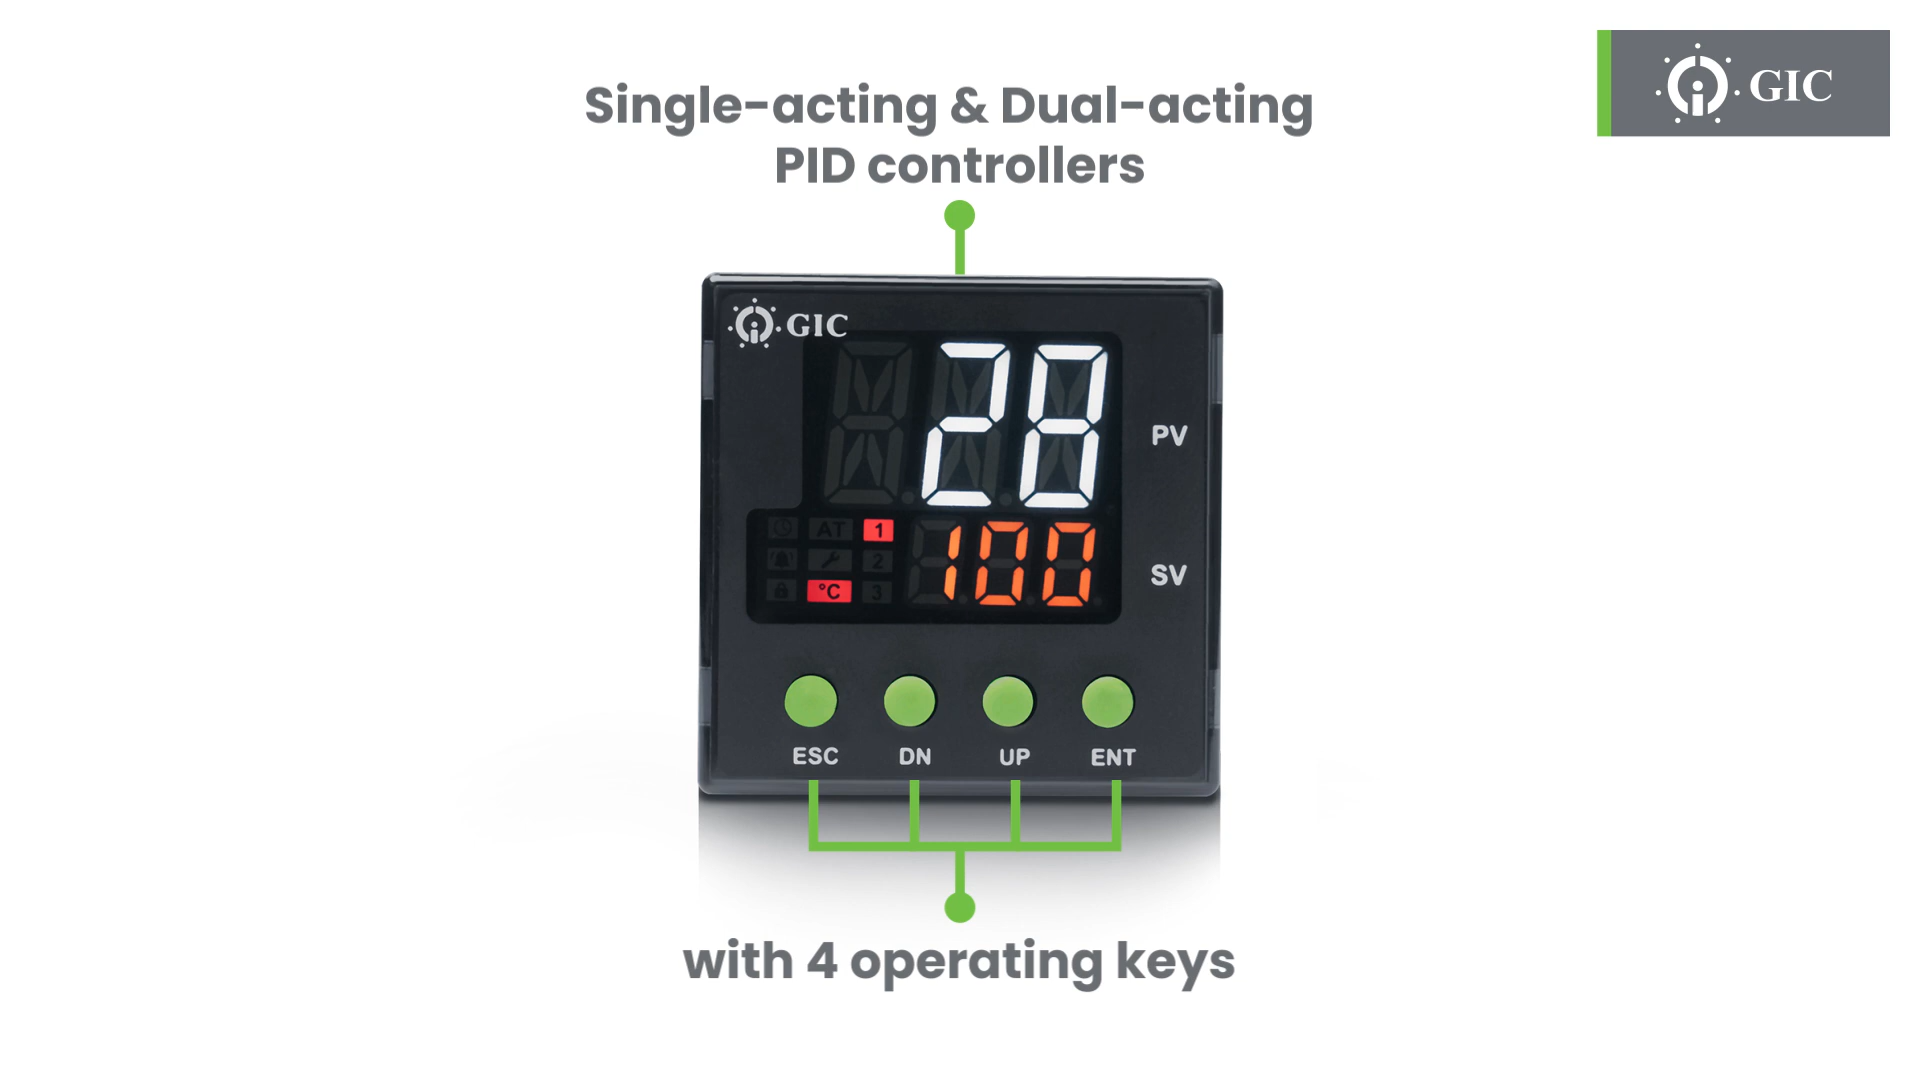 Single-acting & Dual-acting
PID controllers
GIC
GIC
28
PV
AT 1
2
°C 3
100
SV
ESC DN UP ENT
with 4 operating keys